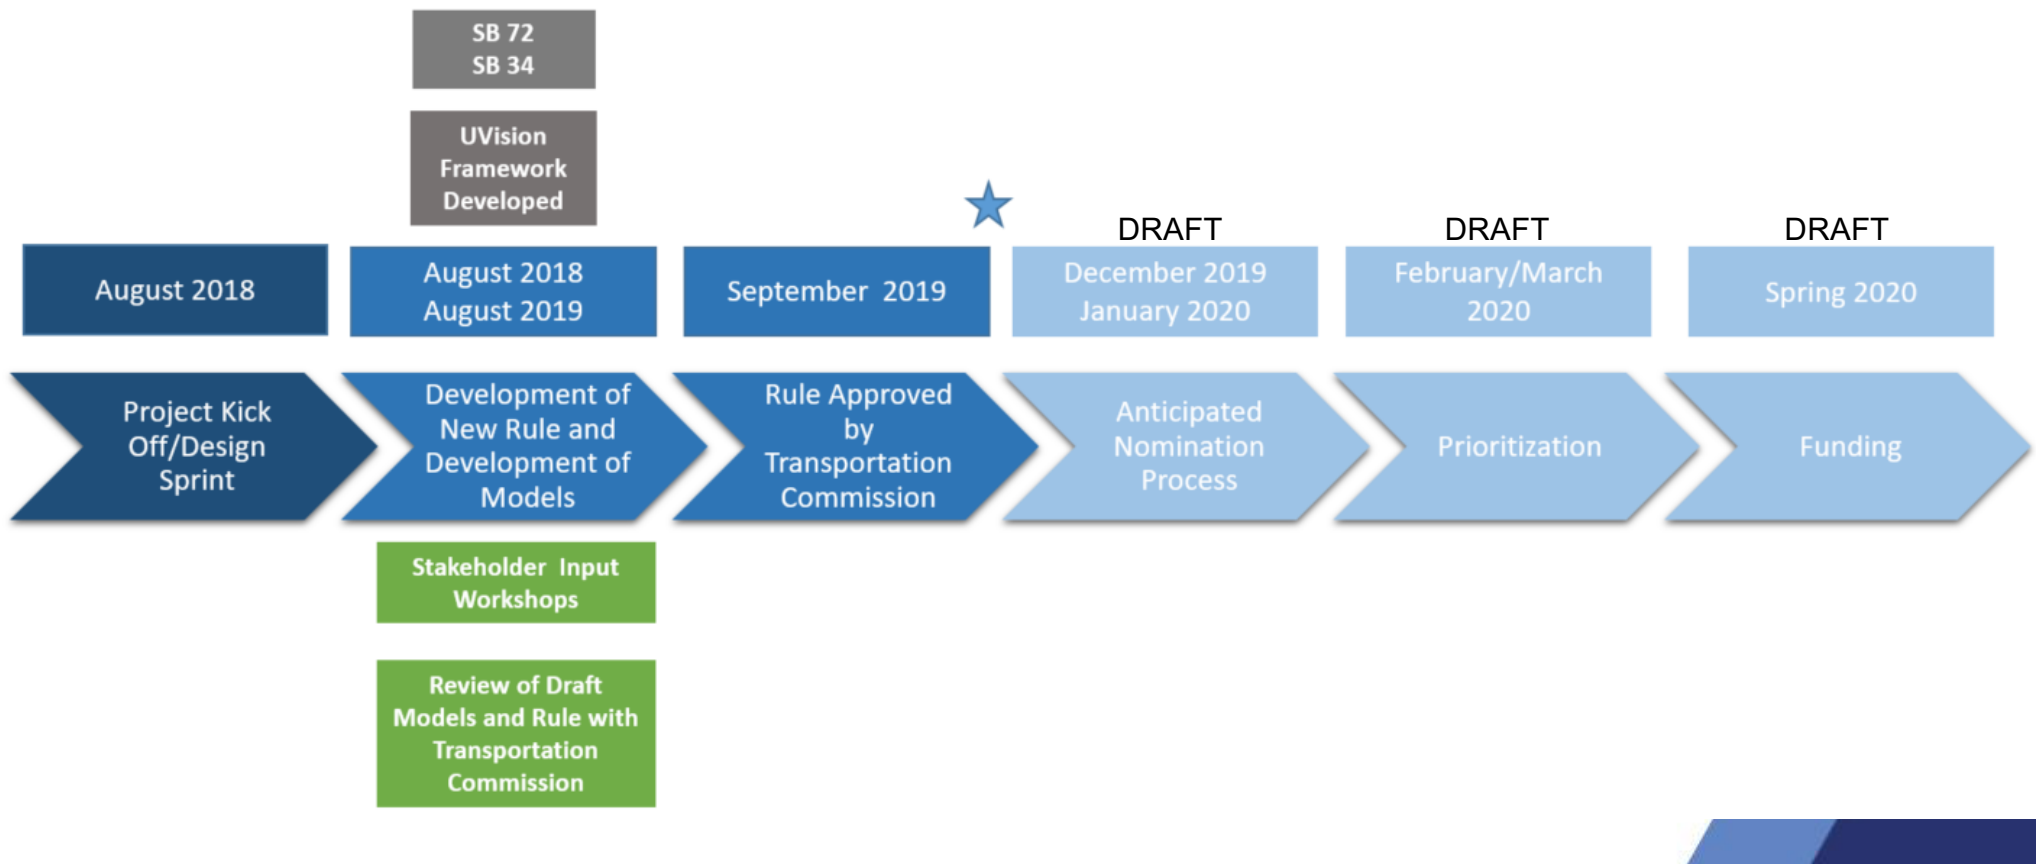 SB 72
SB 34
UVision
Framework
Developed
DRAFT
DRAFT
DRAFT
August 2018
August 2018
August 2019
September 2019
December 2019
January 2020
February/March
2020
Spring 2020
Project Kick
Off/Design
Sprint
Development of
New Rule and
Development of
Models
Rule Approved
by
Transportation
Commission
Anticipated
Nomination
Process
Prioritization
Funding
Stakeholder Input
Workshops
Review of Draft
Models and Rule with
Transportation
Commission